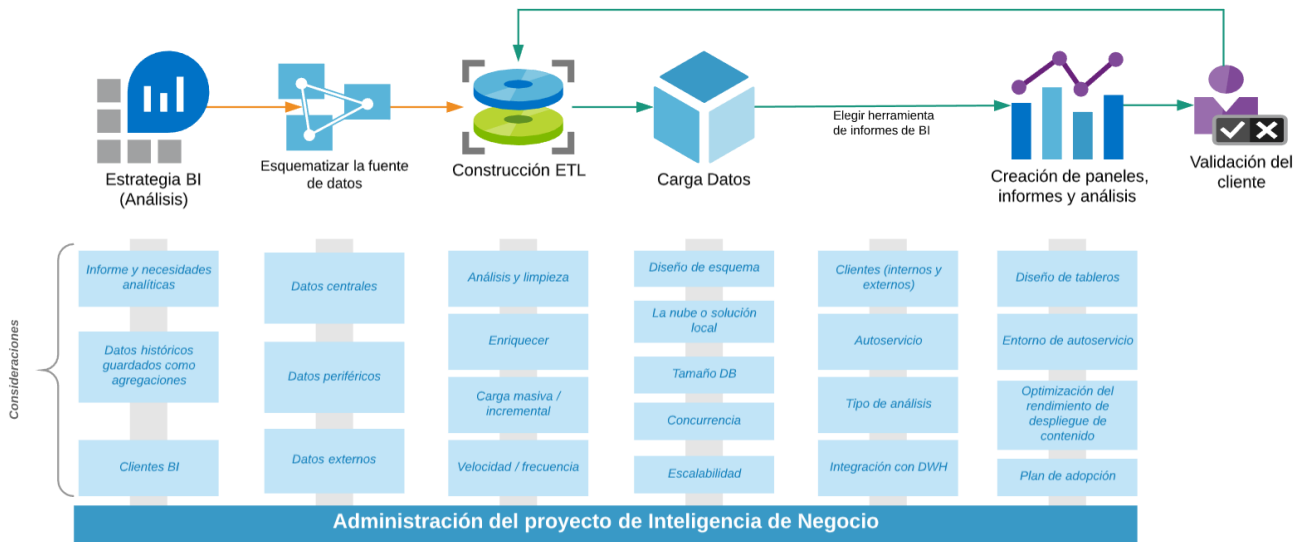 Estrategia BI
(Análisis)
Esquematizar la fuente
de datos
Construcción ETL
Carga Datos
Elegir herramienta
de informes de BI
Creación de paneles,
informes y análisis
Validación del
cliente
Consideraciones
Informe y necesidades
analíticas
Datos históricos
guardados como
agregaciones
Clientes BI
Datos centrales
Datos periféricos
Datos externos
Análisis y limpieza
Enriquecer
Carga masiva /
incremental
Velocidad / frecuencia
Diseño de esquema
La nube o solución
local
Tamaño DB
Concurrencia
Escalabilidad
Clientes (internos y
externos)
Autoservicio
Tipo de análisis
Integración con DWH
Diseño de tableros
Entorno de autoservicio
Optimización del
rendimiento de
despliegue de
contenido
Plan de adopción
Administración del proyecto de Inteligencia de Negocio